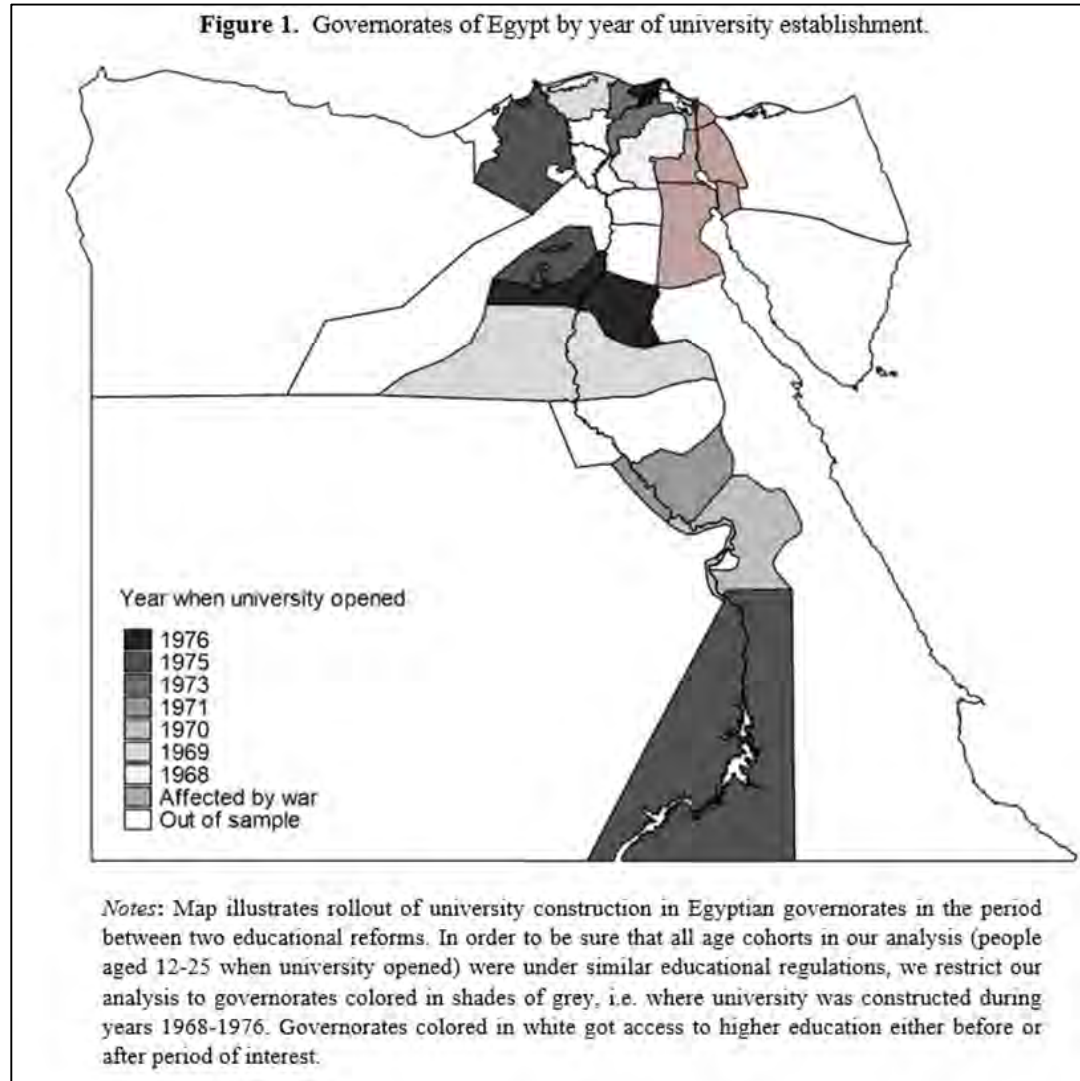 Figure 1. Governorates of Egypt by year of university establishment.
Year when university opened
1976
1975
1973
1971
1970
1969
1968
Affected by war
Out of sample
Notes: Map illustrates rollout of university construction in Egyptian governorates in the period
between two educational reforms. In order to be sure that all age cohorts in our analysis (people
aged 12-25 when university opened) were under similar educational regulations, we restrict our
analysis to governorates colored in shades of grey, i.e. where university was constructed during
years 1968-1976. Governorates colored in white got access to higher education either before or
after period of interest.